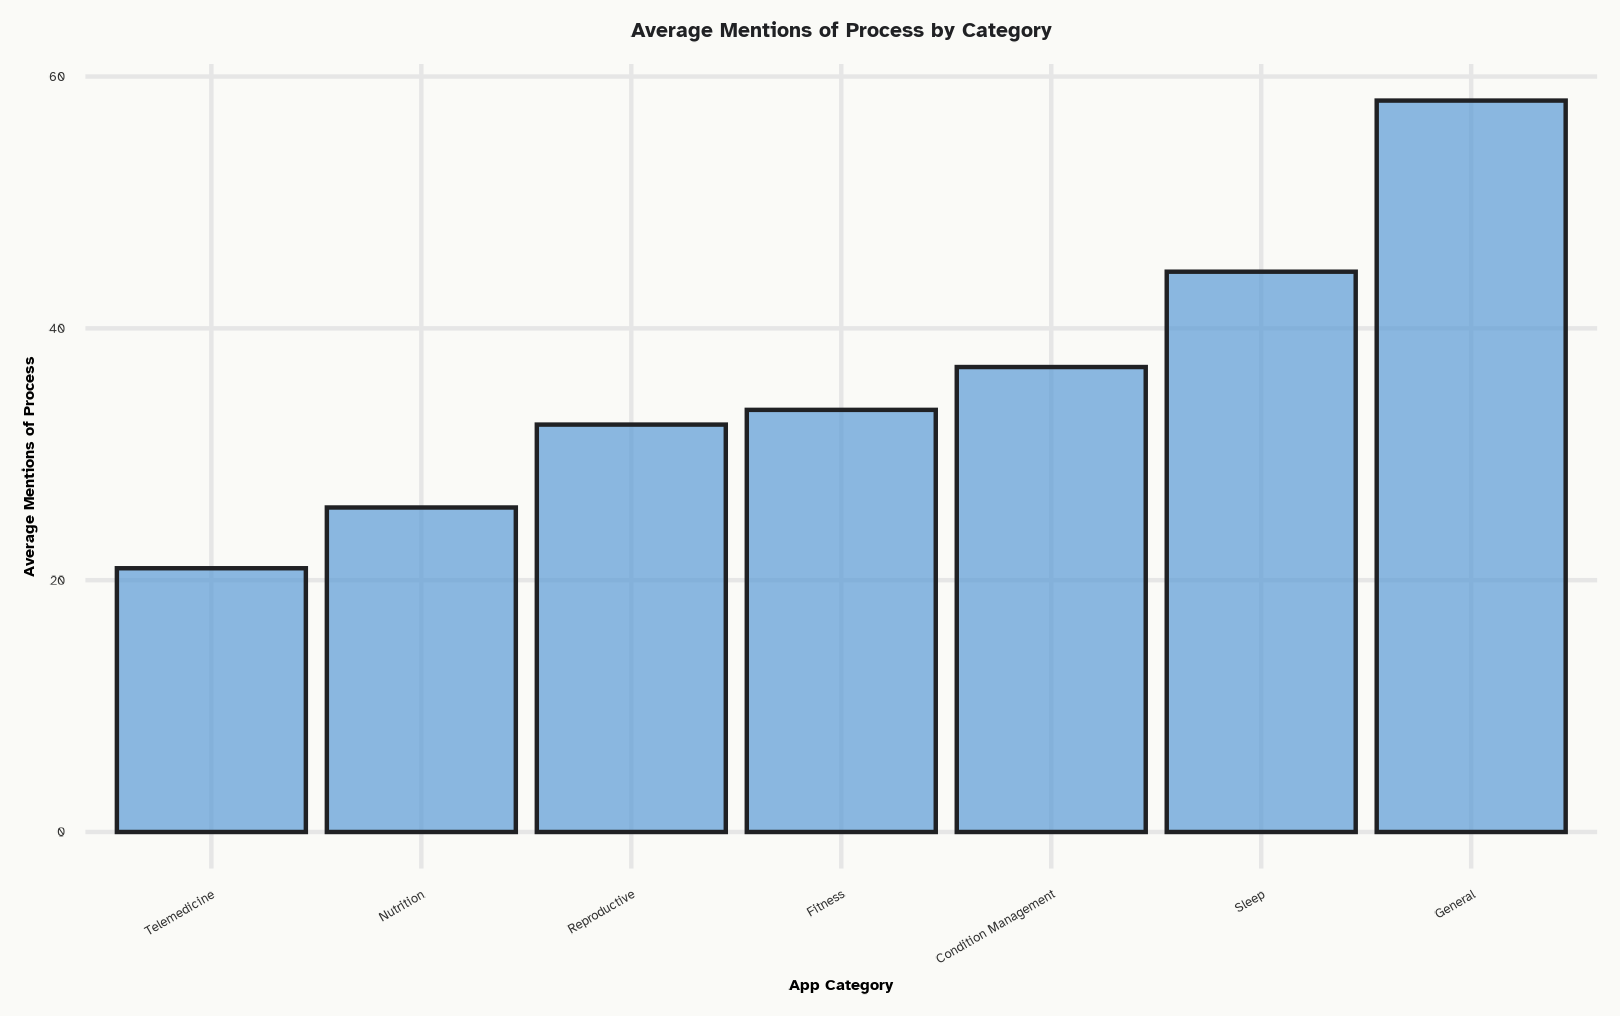 Average Mentions of Process by Category
60
40
20
0
Average Mentions of Process
Telemedicine
Nutrition
Reproductive
Fitness
Condition Management
Sleep
General
App Category